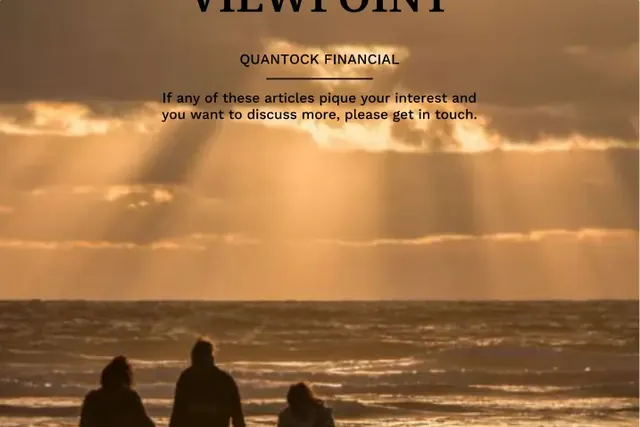 VIEWPOINT
QUANTOCK FINANCIAL
If any of these articles pique your interest and
you want to discuss more, please get in touch.